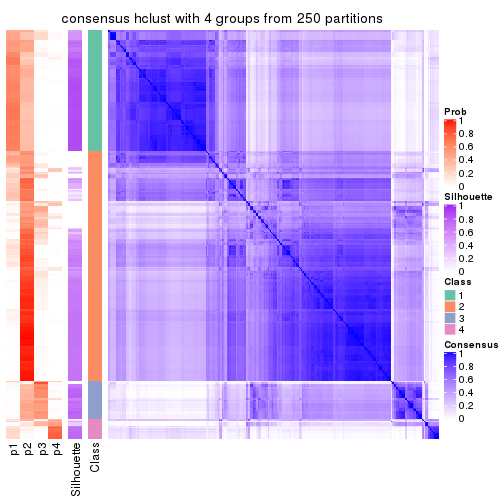 consensus hclust with 4 groups from 250 partitions
Prob
1
0.8
0.6
0.4
0.2
0
Silhouette
1
0.8
0.6
0.4
0.2
0
Class
1
2
3
4
Consensus
1
0.8
0.6
0.4
0.2
0
p1
p2
p3
p4
Silhouette
Class